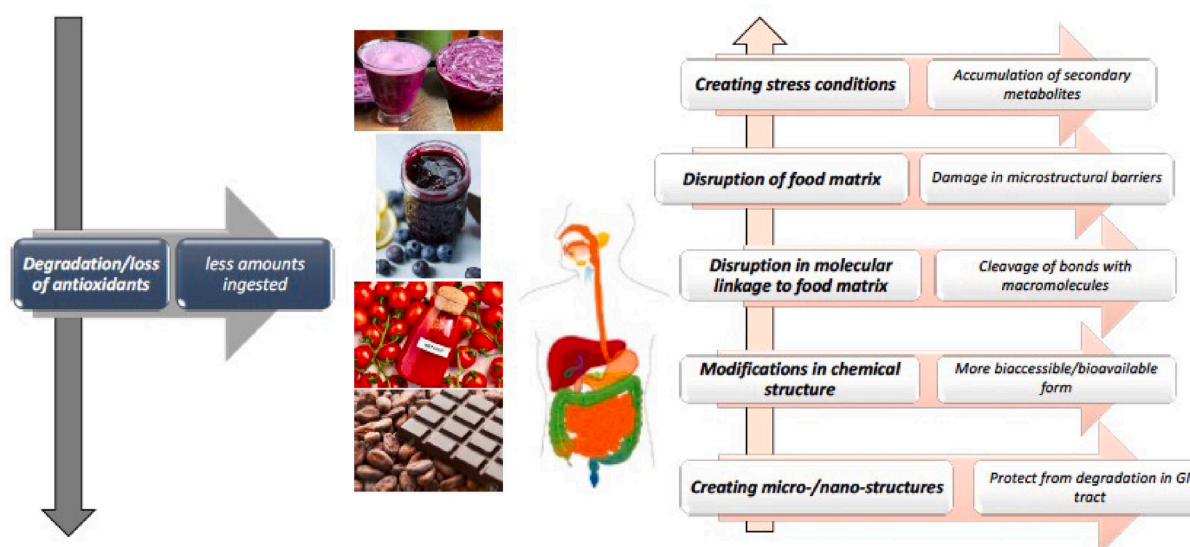 Degradation/loss
of antioxidants
less amounts
ingested
Creating stress conditions
Accumulation of secondary
metabolites
Disruption of food matrix
Damage in microstructural barriers
Disruption in molecular
linkage to food matrix
Cleavage of bonds with
macromolecules
Modifications in chemical
structure
More biaccessible/bioavailable
form
Creating micro-/nano-structures
Protect from degradation in GI
tract